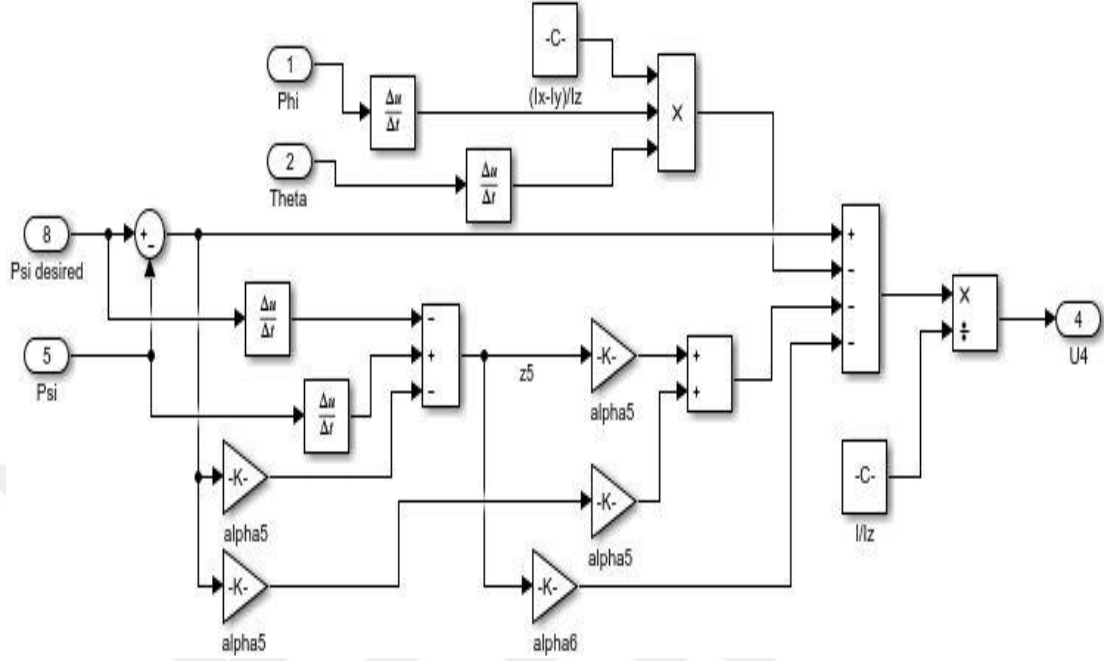 -C-
(Ix-Iy)/Iz
1
Phi
Δu
Δt
×
2
Theta
Δu
Δt
8
Psi desired
+
-
+
-
-
-
Δu
Δt
-
+
-
×
÷
4
U4
5
Psi
z5
-K-
alpha5
+
+
Δu
Δt
-K-
alpha5
-K-
alpha5
-C-
I/Iz
-K-
alpha5
-K-
alpha6